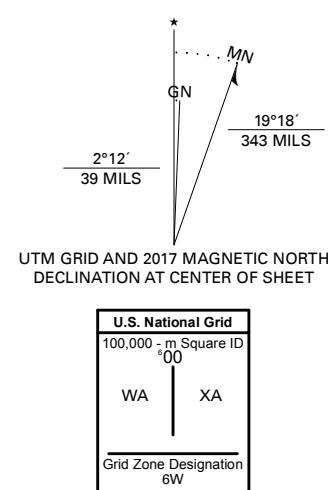 ★
MN
GN
19°18´
343 MILS
2°12´
39 MILS
UTM GRID AND 2017 MAGNETIC NORTH
DECLINATION AT CENTER OF SHEET
U.S. National Grid
100,000 - m Square ID
⁶00
WA XA
Grid Zone Designation
6W